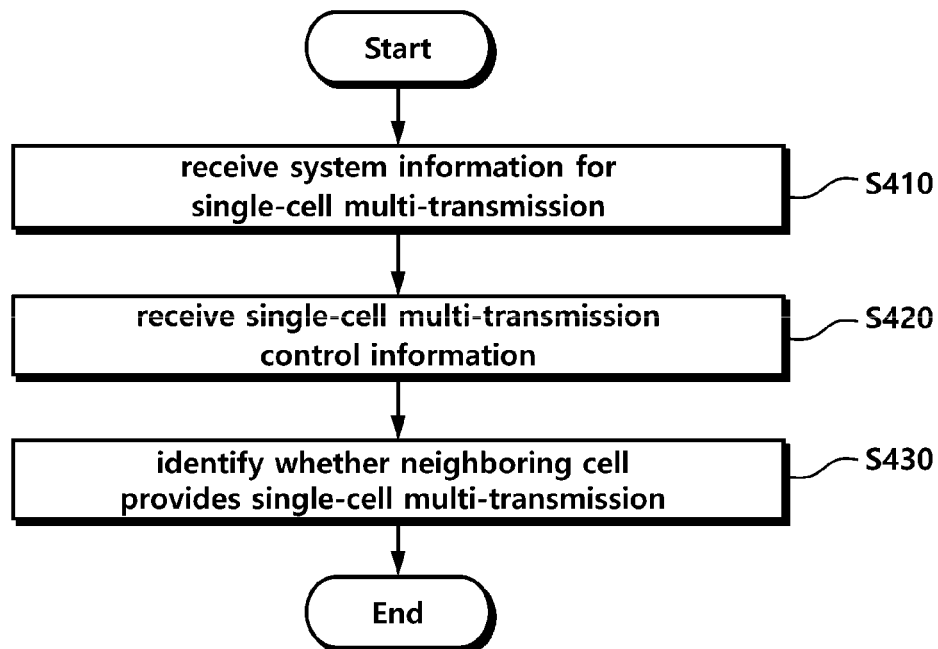 Start
receive system information for
single-cell multi-transmission
S410
receive single-cell multi-transmission
control information
S420
identify whether neighboring cell
provides single-cell multi-transmission
S430
End